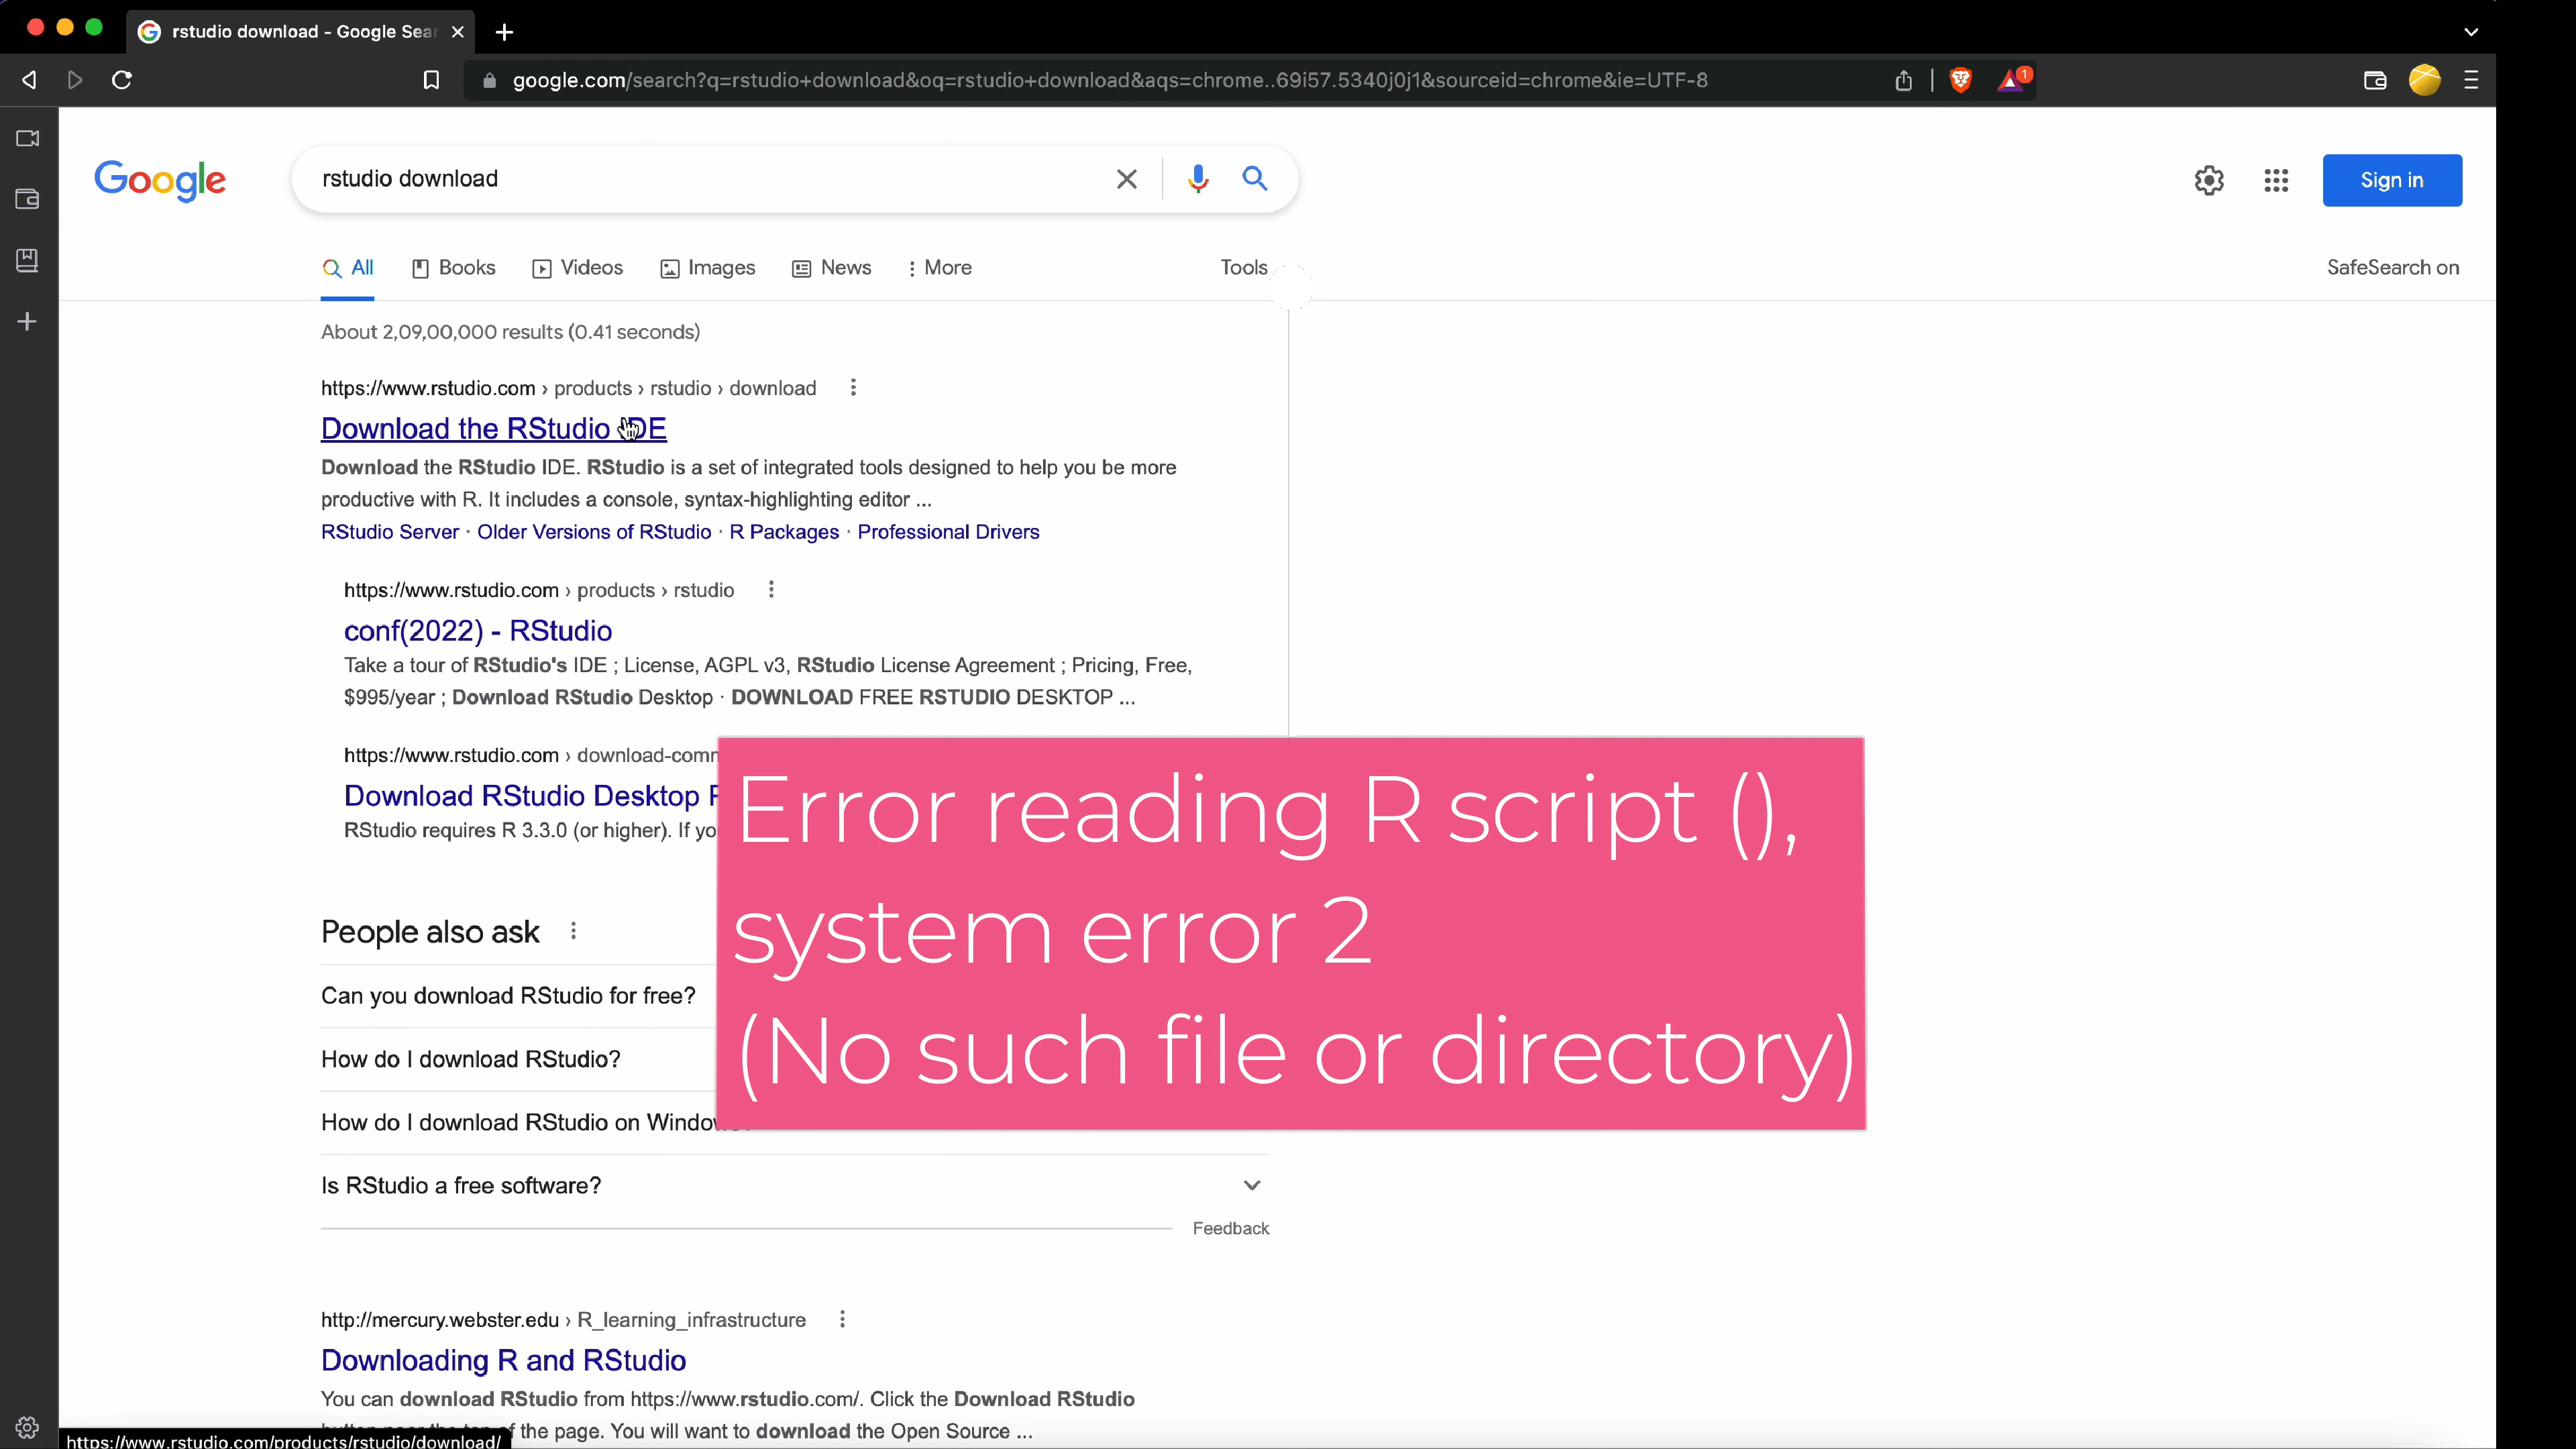 rstudio download - Google Sear
google.com/search?q=rstudio+download&oq=rstudio+download&aqs=chrome..69i57.5340j0j1&sourceid=chrome&ie=UTF-8
1
Google
rstudio download
Sign in
All
Books
Videos
Images
News
More
Tools
SafeSearch on
About 2,09,00,000 results (0.41 seconds)
https://www.rstudio.com › products › rstudio › download
Download the RStudio IDE
Download the RStudio IDE. RStudio is a set of integrated tools designed to help you be more
productive with R. It includes a console, syntax-highlighting editor ...
RStudio Server · Older Versions of RStudio · R Packages · Professional Drivers
https://www.rstudio.com › products › rstudio
conf(2022) - RStudio
Take a tour of RStudio's IDE ; License, AGPL v3, RStudio License Agreement ; Pricing, Free,
$995/year ; Download RStudio Desktop · DOWNLOAD FREE RSTUDIO DESKTOP ...
https://www.rstudio.com › download-comm
Download RStudio Desktop
RStudio requires R 3.3.0 (or higher). If yo
Error reading R script (),
system error 2
(No such file or directory)
People also ask
Can you download RStudio for free?
How do I download RStudio?
How do I download RStudio on Window
Is RStudio a free software?
Feedback
http://mercury.webster.edu › R_learning_infrastructure
Downloading R and RStudio
You can download RStudio from https://www.rstudio.com/. Click the Download RStudio
of the page. You will want to download the Open Source ...
https://www.rstudio.com/products/rstudio/download/